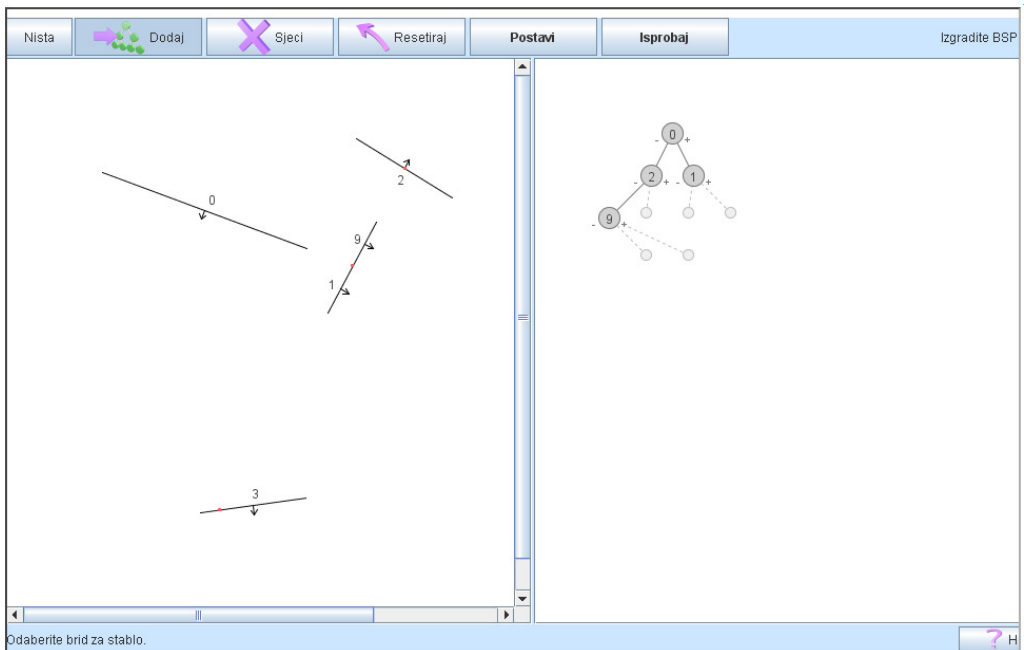 Nista Dodaj Sjeci Resetiraj Postavi Isprobaj Izgradite BSP
0
2
9
1
3
0
- +
2 1
- + - +
9
- +
Odaberite brid za stablo.
? H